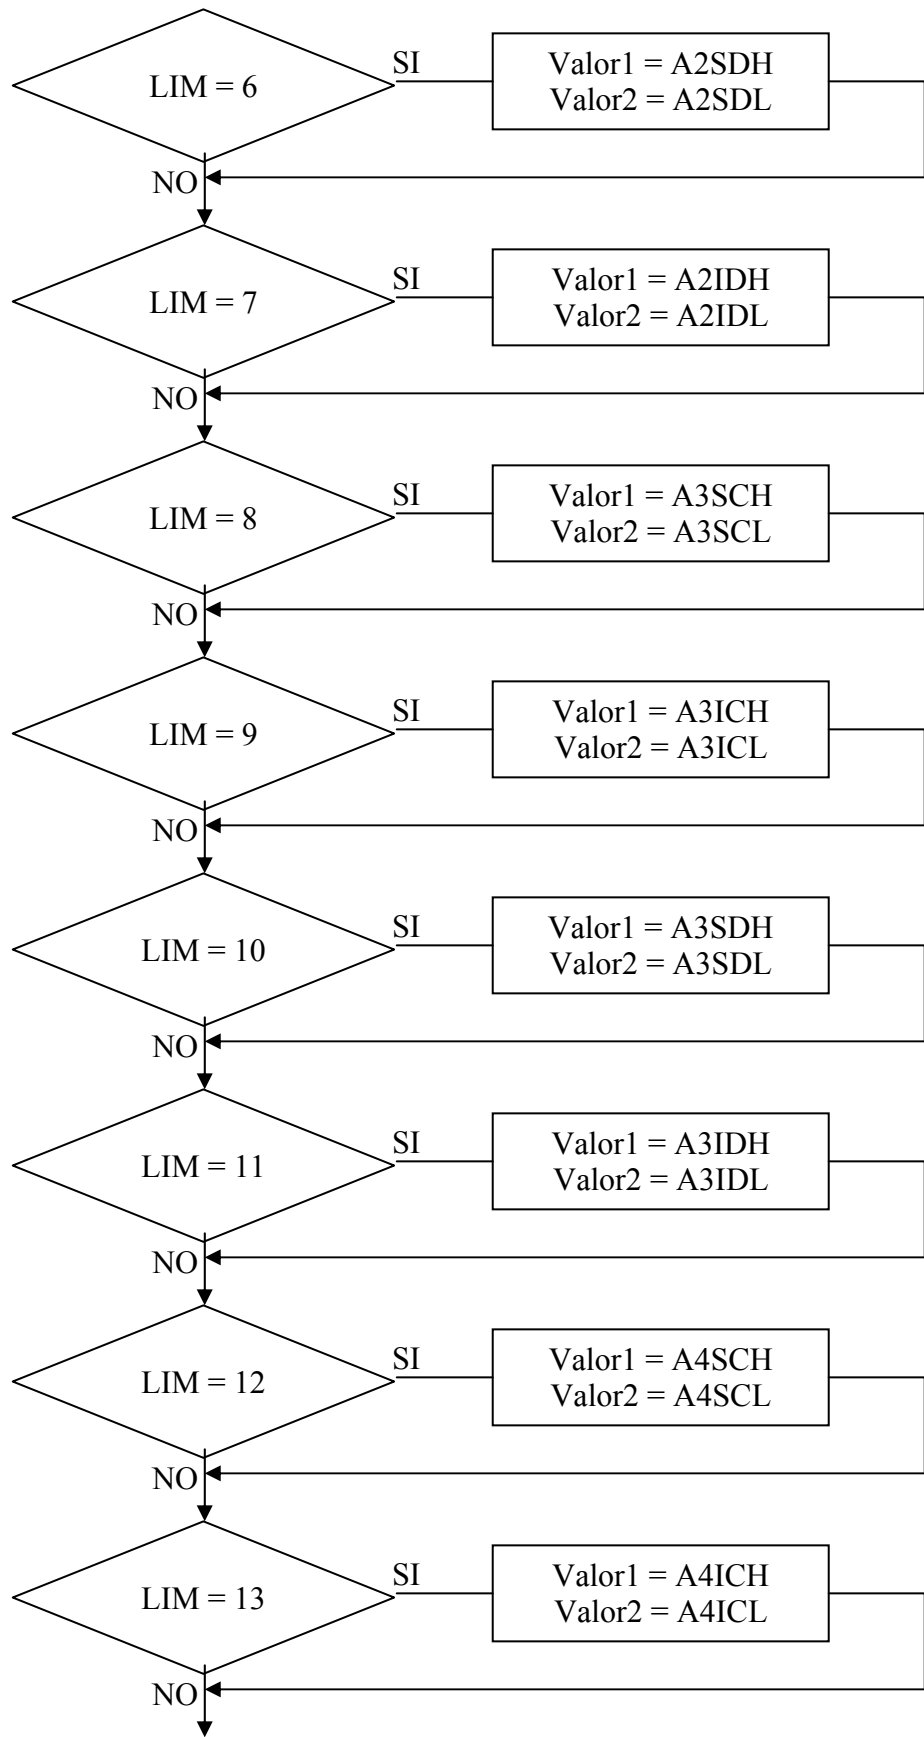 LIM = 6
SI
Valor1 = A2SDH
Valor2 = A2SDL
NO
LIM = 7
SI
Valor1 = A2IDH
Valor2 = A2IDL
NO
LIM = 8
SI
Valor1 = A3SCH
Valor2 = A3SCL
NO
LIM = 9
SI
Valor1 = A3ICH
Valor2 = A3ICL
NO
LIM = 10
SI
Valor1 = A3SDH
Valor2 = A3SDL
NO
LIM = 11
SI
Valor1 = A3IDH
Valor2 = A3IDL
NO
LIM = 12
SI
Valor1 = A4SCH
Valor2 = A4SCL
NO
LIM = 13
SI
Valor1 = A4ICH
Valor2 = A4ICL
NO